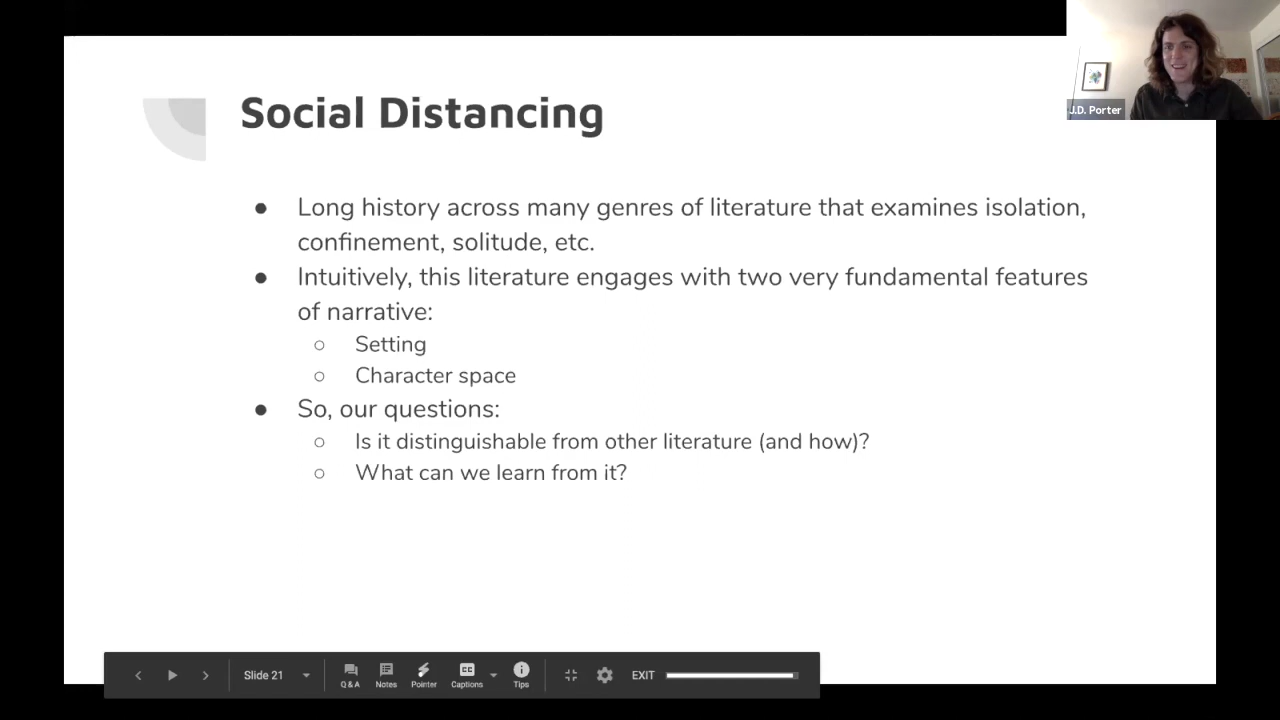 Social Distancing
J.D. Porter
● Long history across many genres of literature that examines isolation,
confinement, solitude, etc.
● Intuitively, this literature engages with two very fundamental features
of narrative:
○ Setting
○ Character space
● So, our questions:
○ Is it distinguishable from other literature (and how)?
○ What can we learn from it?
Slide 21
Q & A
Notes
Pointer
CC
Captions
Tips
EXIT